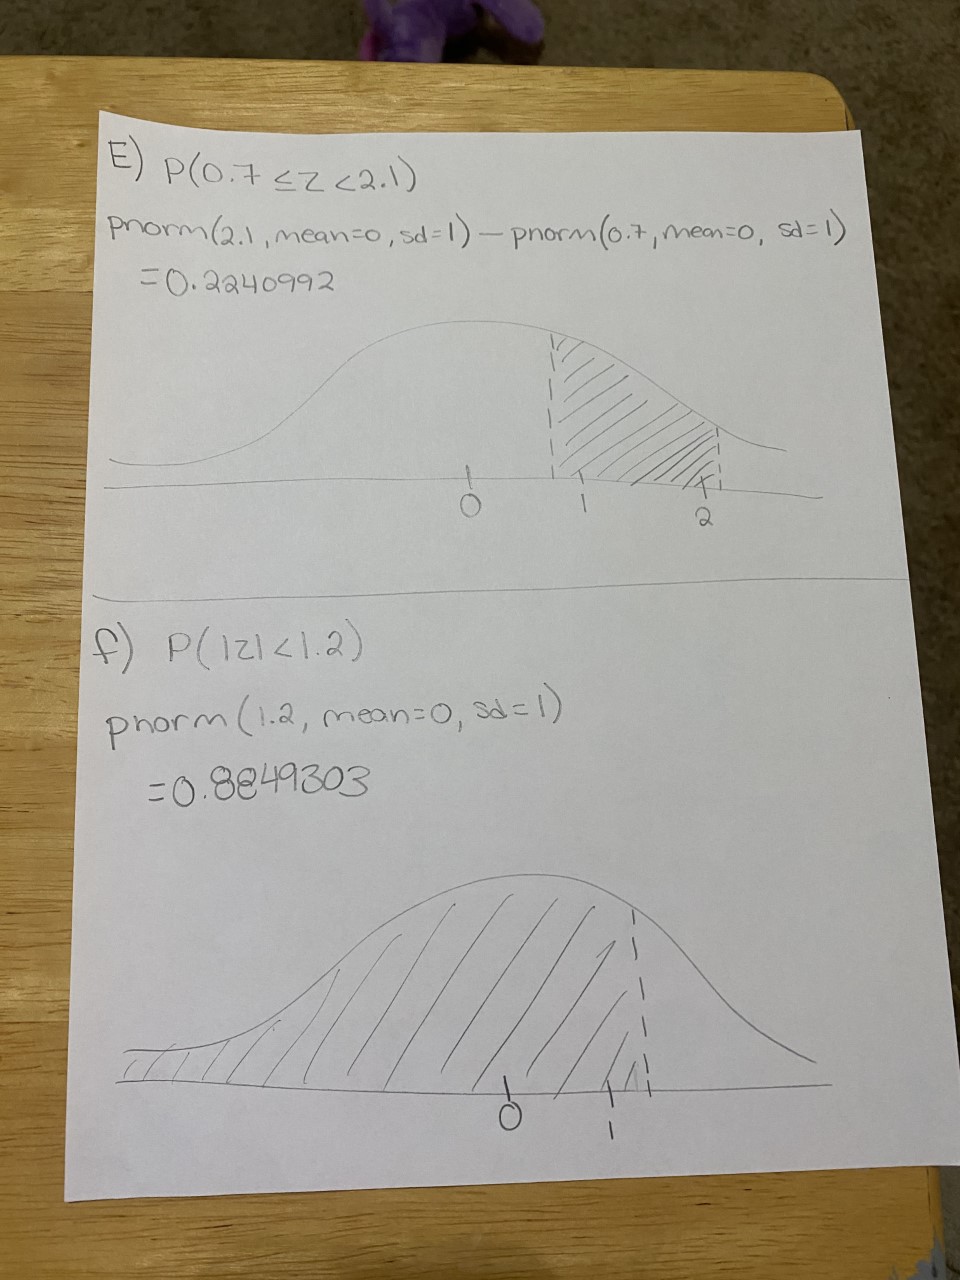 E) P(0.7 ≤ Z < 2.1)
pnorm(2.1, mean=0, sd=1) - pnorm(0.7, mean=0, sd=1)
=0.2240992
0 1 2
f) P(|z| < 1.2)
pnorm(1.2, mean=0, sd=1)
=0.8849303
0 1